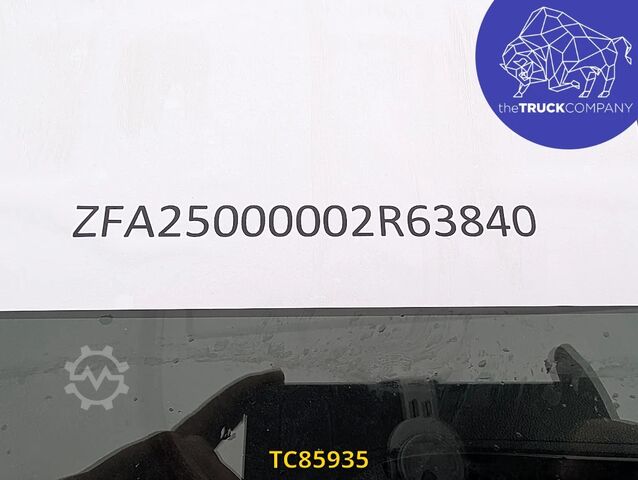 theTRUCKCOMPANY
ZFA25000002R63840
TC85935